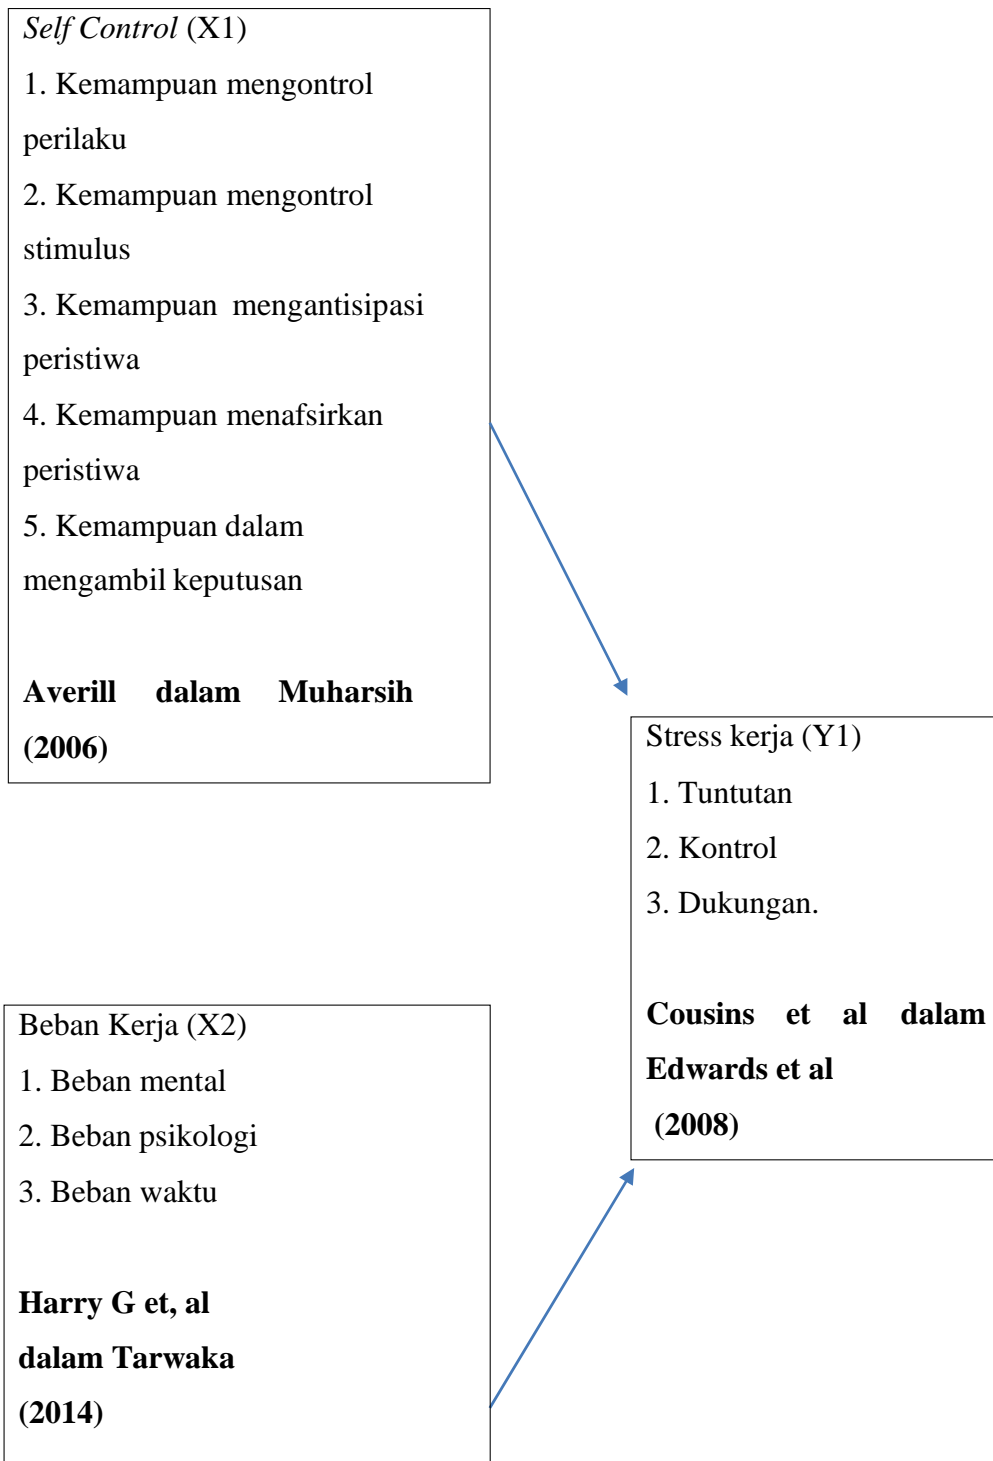 Self Control (X1)
1. Kemampuan mengontrol
perilaku
2. Kemampuan mengontrol
stimulus
3. Kemampuan mengantisipasi
peristiwa
4. Kemampuan menafsirkan
peristiwa
5. Kemampuan dalam
mengambil keputusan
Averill dalam Muharsih
(2006)
Stress kerja (Y1)
1. Tuntutan
2. Kontrol
3. Dukungan.
Cousins et al dalam
Edwards et al
(2008)
Beban Kerja (X2)
1. Beban mental
2. Beban psikologi
3. Beban waktu
Harry G et, al
dalam Tarwaka
(2014)